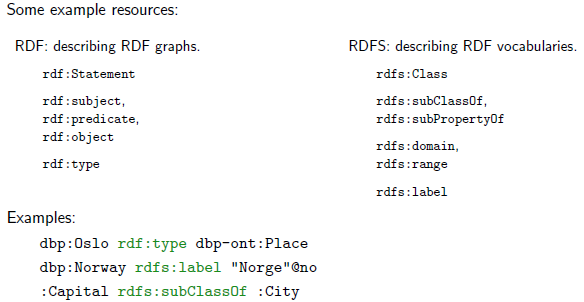 Some example resources:
RDF: describing RDF graphs.
rdf:Statement
rdf:subject,
rdf:predicate,
rdf:object
rdf:type
RDFS: describing RDF vocabularies.
rdfs:Class
rdfs:subClassOf,
rdfs:subPropertyOf
rdfs:domain,
rdfs:range
rdfs:label
Examples:
dbp:Oslo rdf:type dbp-ont:Place
dbp:Norway rdfs:label "Norge"@no
:Capital rdfs:subClassOf :City